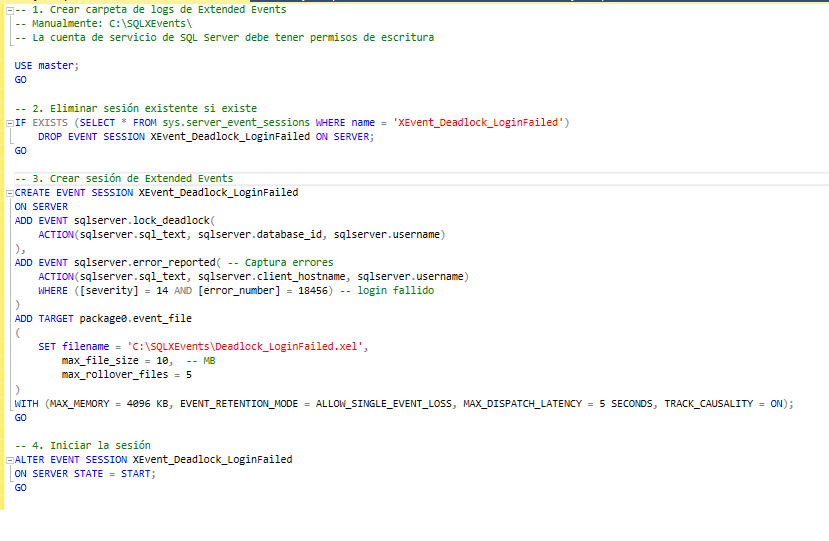 -- 1. Crear carpeta de logs de Extended Events
-- Manualmente: C:\SQLXEvents\
-- La cuenta de servicio de SQL Server debe tener permisos de escritura
USE master;
GO
-- 2. Eliminar sesión existente si existe
IF EXISTS (SELECT * FROM sys.server_event_sessions WHERE name = 'XEvent_Deadlock_LoginFailed')
    DROP EVENT SESSION XEvent_Deadlock_LoginFailed ON SERVER;
GO
-- 3. Crear sesión de Extended Events
CREATE EVENT SESSION XEvent_Deadlock_LoginFailed
ON SERVER
ADD EVENT sqlserver.lock_deadlock(
    ACTION(sqlserver.sql_text, sqlserver.database_id, sqlserver.username)
),
ADD EVENT sqlserver.error_reported( -- Captura errores
    ACTION(sqlserver.sql_text, sqlserver.client_hostname, sqlserver.username)
    WHERE ([severity] = 14 AND [error_number] = 18456) -- login fallido
)
ADD TARGET package0.event_file
(
    SET filename = 'C:\SQLXEvents\Deadlock_LoginFailed.xel',
        max_file_size = 10,  -- MB
        max_rollover_files = 5
)
WITH (MAX_MEMORY = 4096 KB, EVENT_RETENTION_MODE = ALLOW_SINGLE_EVENT_LOSS, MAX_DISPATCH_LATENCY = 5 SECONDS, TRACK_CAUSALITY = ON);
GO
-- 4. Iniciar la sesión
ALTER EVENT SESSION XEvent_Deadlock_LoginFailed
ON SERVER STATE = START;
GO